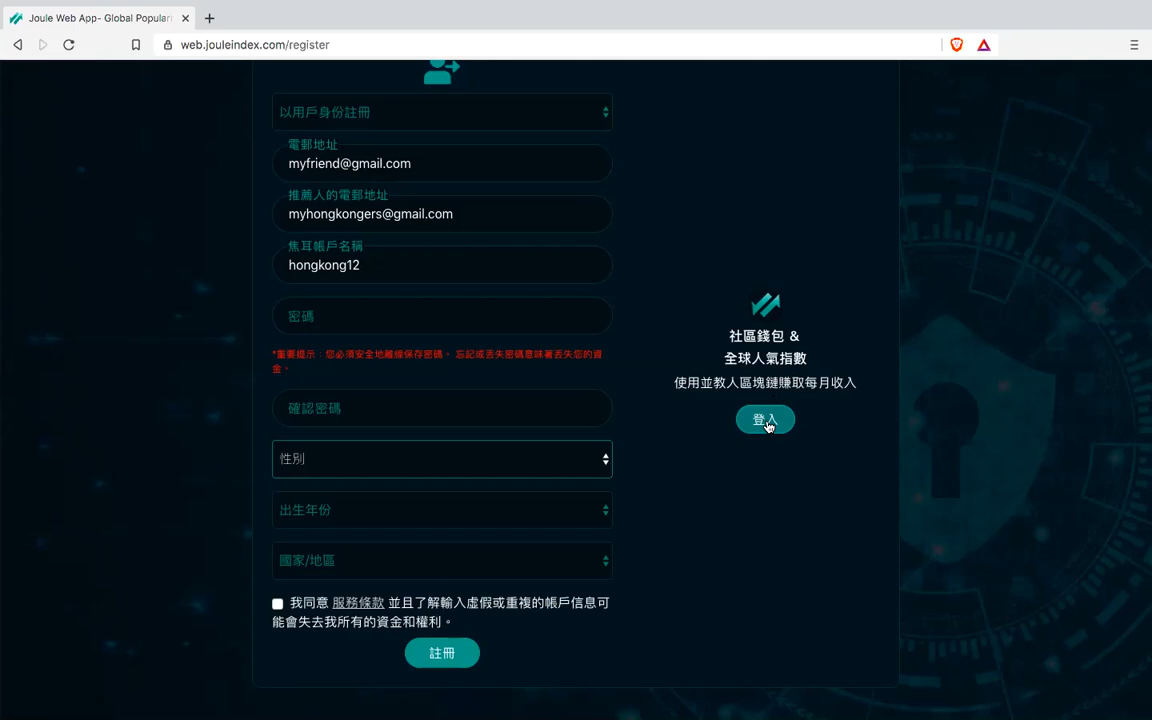 Joule Web App- Global Popular
web.jouleindex.com/register
以用戶身份註冊
電郵地址
myfriend@gmail.com
推薦人的電郵地址
myhongkongers@gmail.com
焦耳帳戶名稱
hongkong12
密碼
*重要提示：您必須安全地離線保存密碼。 忘記或丟失密碼意味著丟失您的資
金。
確認密碼
性別
出生年份
國家/地區
我同意 服務條款 並且了解輸入虛假或重複的帳戶信息可
能會失去我所有的資金和權利。
註冊
社區錢包 &
全球人氣指數
使用並教人區塊鏈賺取每月收入
登入